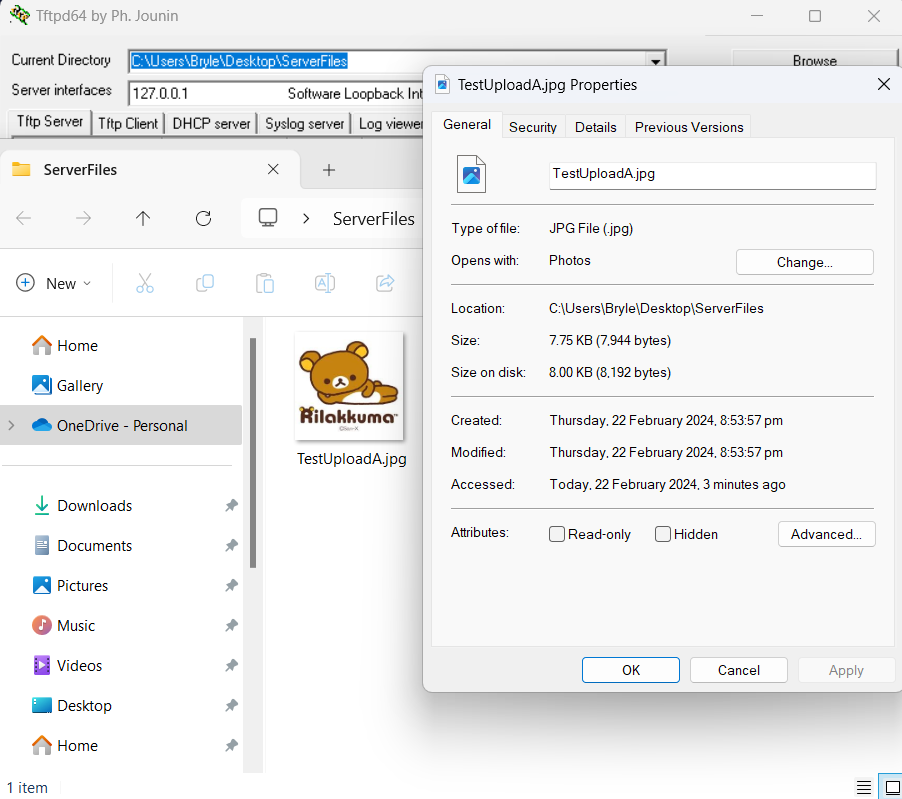 Tftpd64 by Ph. Jounin
Current Directory C:\Users\Bryle\Desktop\ServerFiles Browse
Server interfaces 127.0.0.1 Software Loopback Int
Tftp Server Tftp Client DHCP server Syslog server Log viewer
ServerFiles
ServerFiles
New
Home
Gallery
OneDrive - Personal
Downloads
Documents
Pictures
Music
Videos
Desktop
Home
Rilakkuma™
TestUploadA.jpg
1 item
TestUploadA.jpg Properties
General Security Details Previous Versions
TestUploadA.jpg
Type of file: JPG File (.jpg)
Opens with: Photos Change...
Location: C:\Users\Bryle\Desktop\ServerFiles
Size: 7.75 KB (7,944 bytes)
Size on disk: 8.00 KB (8,192 bytes)
Created: Thursday, 22 February 2024, 8:53:57 pm
Modified: Thursday, 22 February 2024, 8:53:57 pm
Accessed: Today, 22 February 2024, 3 minutes ago
Attributes: Read-only Hidden Advanced...
OK Cancel Apply